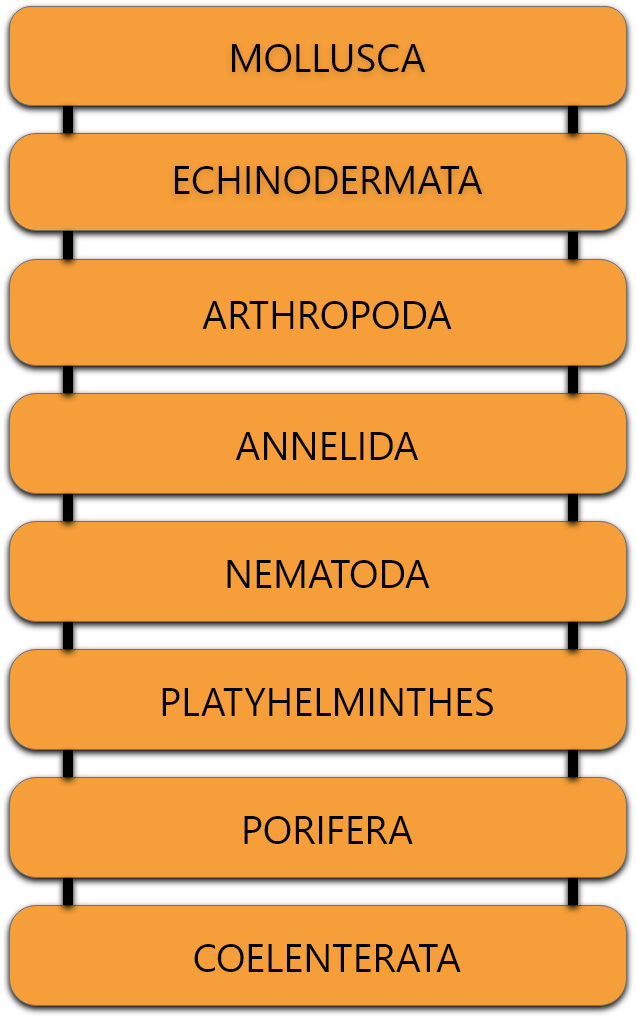 MOLLUSCA
ECHINODERMATA
ARTHROPODA
ANNELIDA
NEMATODA
PLATYHELMINTHES
PORIFERA
COELENTERATA